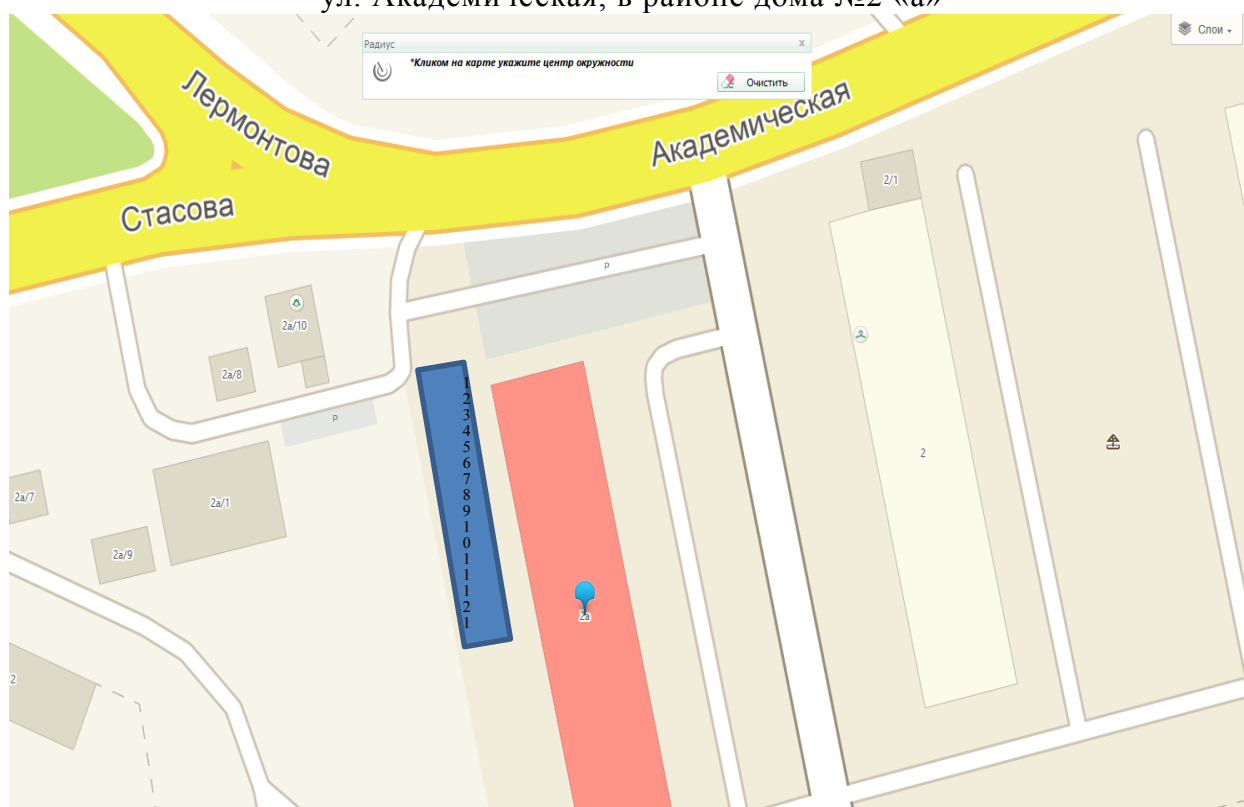 ул. Академическая, в районе дома №2 «а»
Слои
Радиус
x
*Кликом на карте укажите центр окружности
Очистить
Лермонтова
Академическая
Стасова
2/1
P
2а/10
2а/8
P
2
2а/7
2а/1
2а/9
1
2
3
4
5
6
7
8
9
1
0
1
1
1
2
1
2а
2